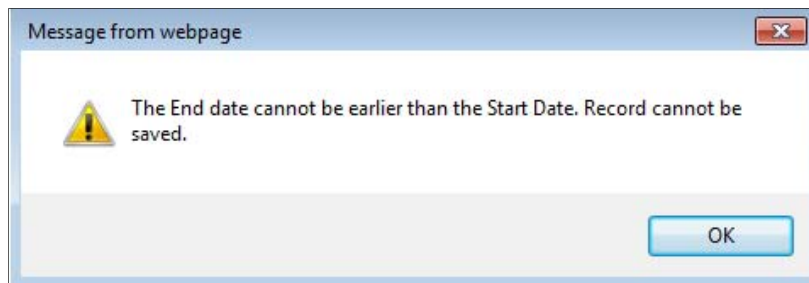 Message from webpage
The End date cannot be earlier than the Start Date. Record cannot be
saved.
OK